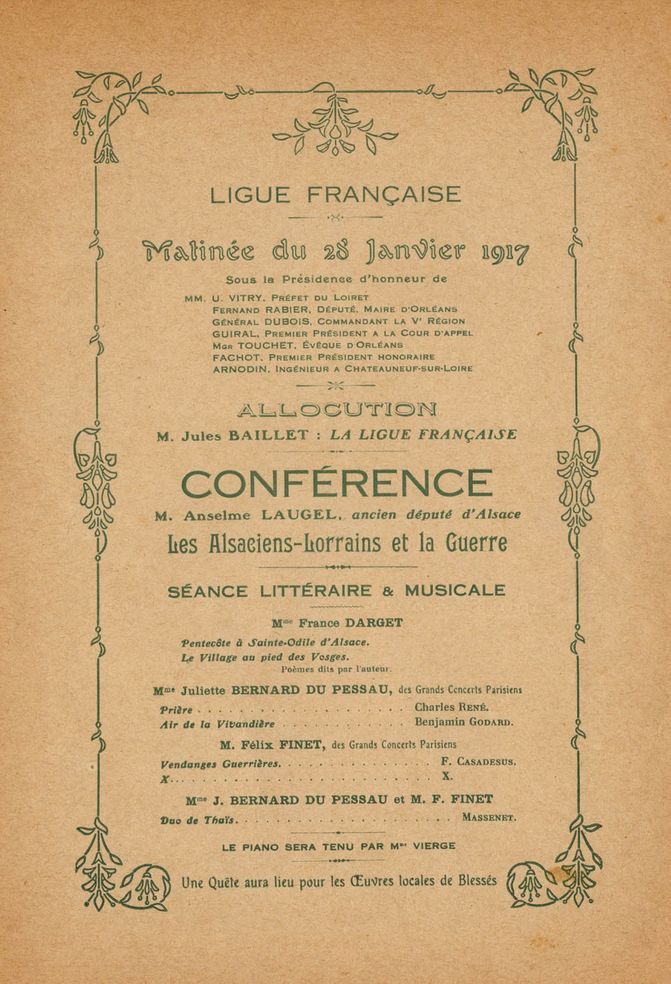 LIGUE FRANÇAISE
Matinée du 28 Janvier 1917
Sous la Présidence d'honneur de
MM. U. VITRY, PRÉFET DU LOIRET
FERNAND RABIER, DÉPUTÉ, MAIRE D'ORLÉANS
GÉNÉRAL DUBOIS, COMMANDANT LA Ve RÉGION
GUIRAL, PREMIER PRÉSIDENT A LA COUR D'APPEL
MGR TOUCHET, ÉVÊQUE D'ORLÉANS
FACHOT, PREMIER PRÉSIDENT HONORAIRE
ARNODIN, INGÉNIEUR A CHATEAUNEUF-SUR-LOIRE
ALLOCUTION
M. Jules BAILLET : LA LIGUE FRANÇAISE
CONFÉRENCE
M. Anselme LAUGEL, ancien député d'Alsace
Les Alsaciens-Lorrains et la Guerre
SÉANCE LITTÉRAIRE & MUSICALE
Mme France DARGET
Pentecôte à Sainte-Odile d'Alsace.
Le Village au pied des Vosges.
Poèmes dits par l'auteur.
Mme Juliette BERNARD DU PESSAU, des Grands Concerts Parisiens
Prière . . . . . . . . . . . . . . . Charles RENÉ.
Air de la Vivandière . . . . . . . . . . . Benjamin GODARD.
M. Félix FINET, des Grands Concerts Parisiens
Vendanges Guerrières. . . . . . . . . . . . . . F. CASADESUS.
X. . . . . . . . . . . . . . . . . . . . X.
Mme J. BERNARD DU PESSAU et M. F. FINET
Duo de Thaïs. . . . . . . . . . . . . . . . . . MASSENET.
LE PIANO SERA TENU PAR Mme VIERGE
Une Quête aura lieu pour les Œuvres locales de Blessés